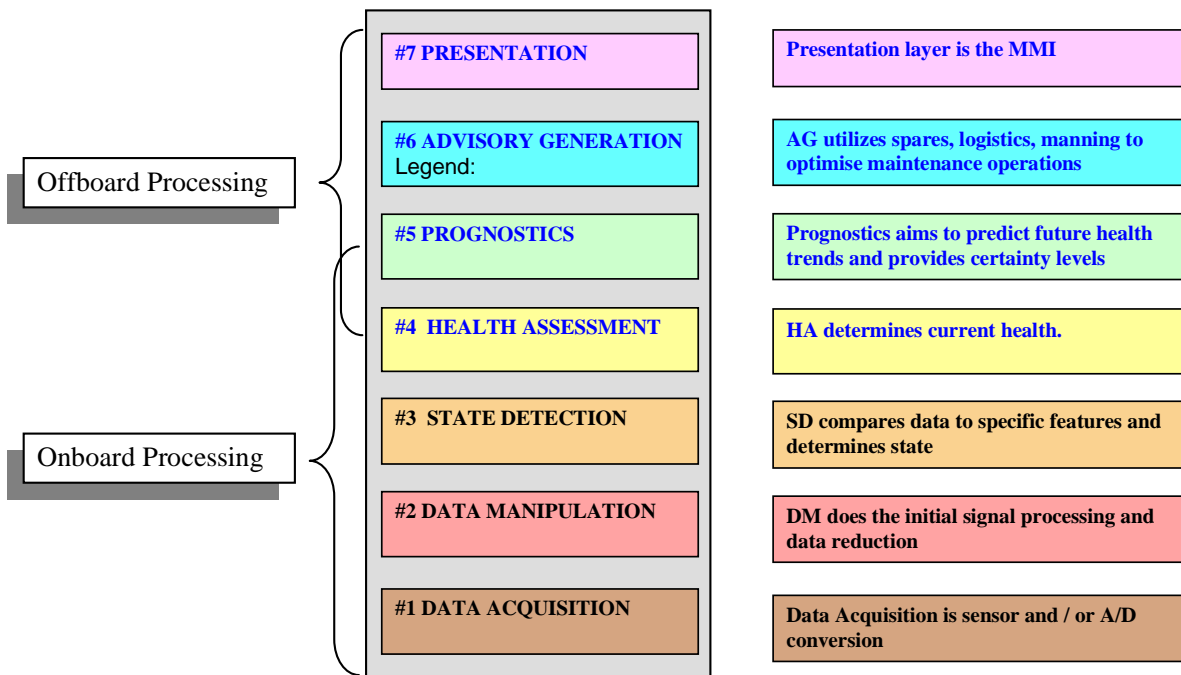 #7 PRESENTATION
Presentation layer is the MMI
#6 ADVISORY GENERATION
Legend:
AG utilizes spares, logistics, manning to
optimise maintenance operations
Offboard Processing
#5 PROGNOSTICS
Prognostics aims to predict future health
trends and provides certainty levels
#4 HEALTH ASSESSMENT
HA determines current health.
#3 STATE DETECTION
SD compares data to specific features and
determines state
Onboard Processing
#2 DATA MANIPULATION
DM does the initial signal processing and
data reduction
#1 DATA ACQUISITION
Data Acquisition is sensor and / or A/D
conversion